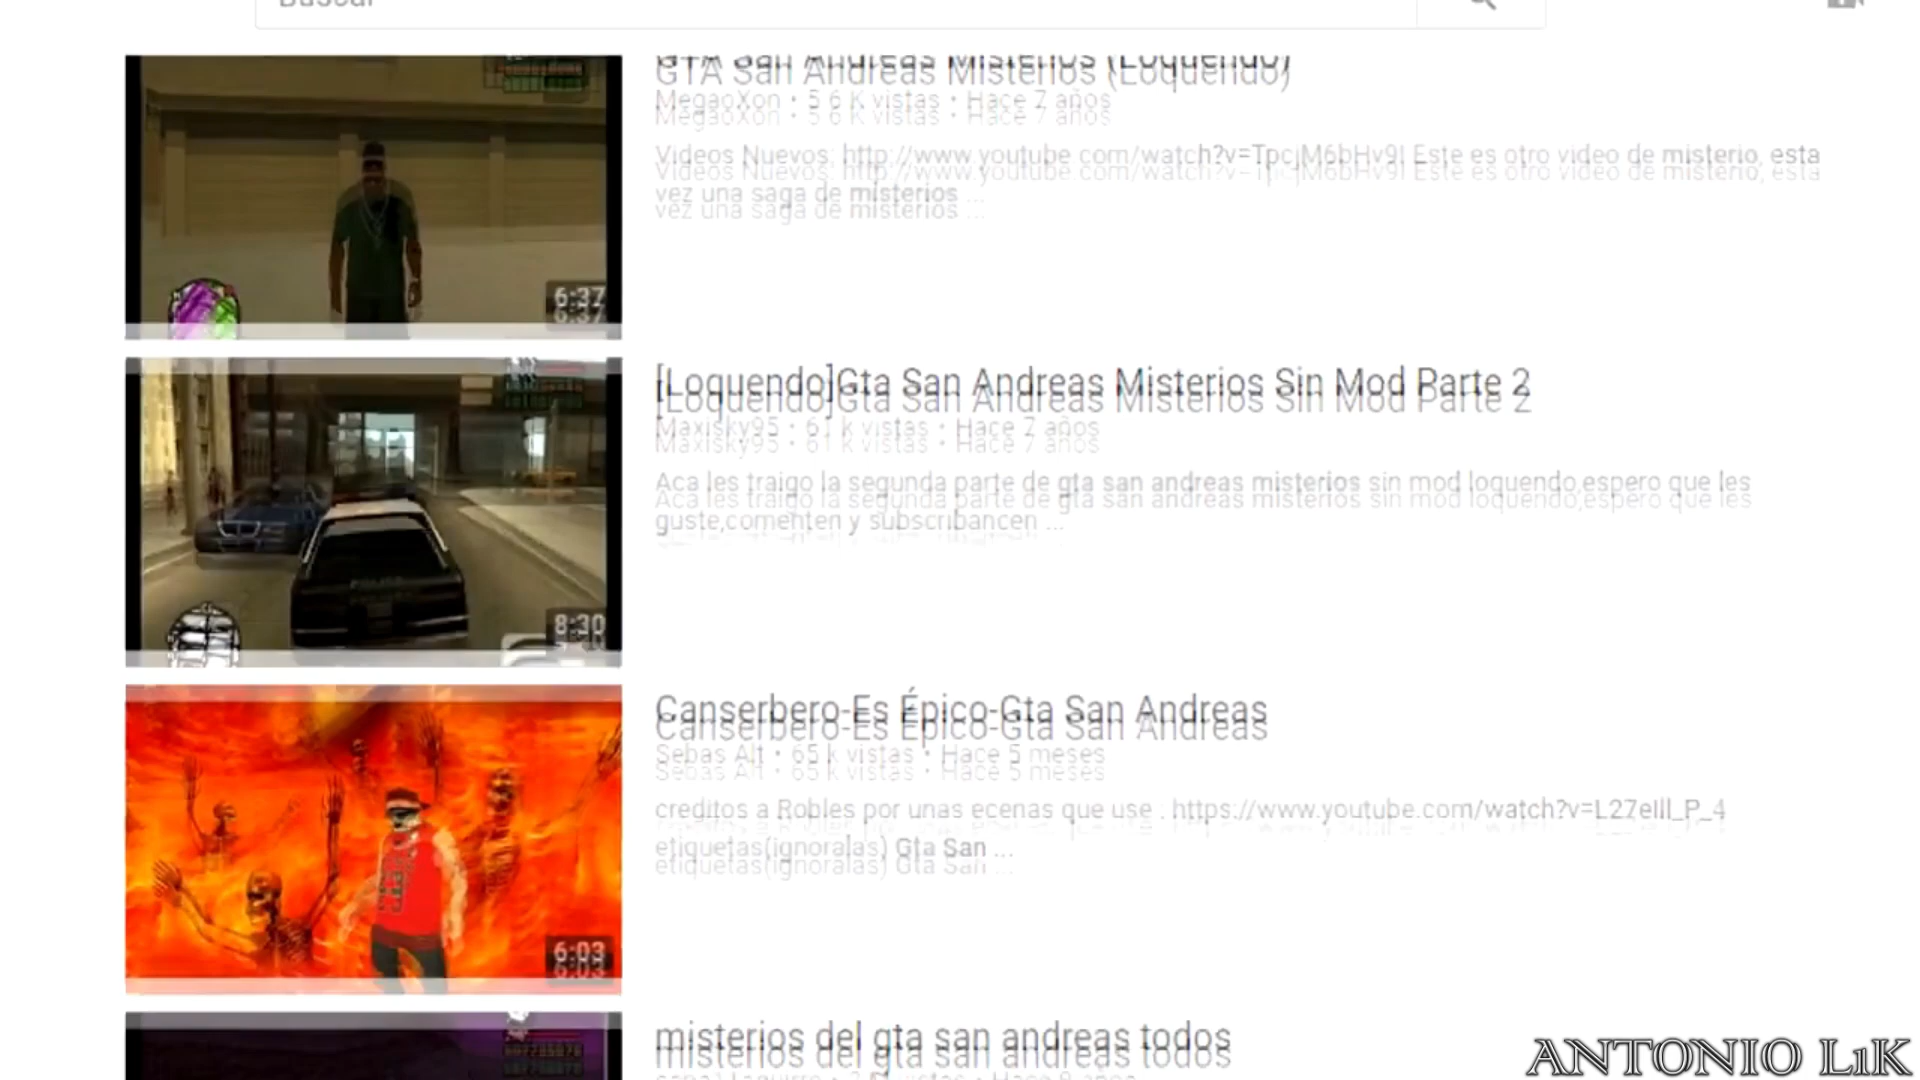 Buscar
GTA San Andreas Misterios (Loquendo)
MegaoXon • 5.6 K vistas • Hace 7 años
Videos Nuevos: http://www.youtube.com/watch?v=TpcjM6bHv9I Este es otro video de misterio, esta
vez una saga de misterios ...
6:37
[Loquendo]Gta San Andreas Misterios Sin Mod Parte 2
Maxisky95 • 61 k vistas • Hace 7 años
Aca les traigo la segunda parte de gta san andreas misterios sin mod loquendo,espero que les
guste,comenten y subscribancen ...
8:30
Canserbero-Es Épico-Gta San Andreas
Sebas Alt • 65 k vistas • Hace 5 meses
creditos a Robles por unas ecenas que use : https://www.youtube.com/watch?v=L27eIll_P_4
etiquetas(ignoralas) Gta San ...
6:03
misterios del gta san andreas todos
ANTONIO L1K